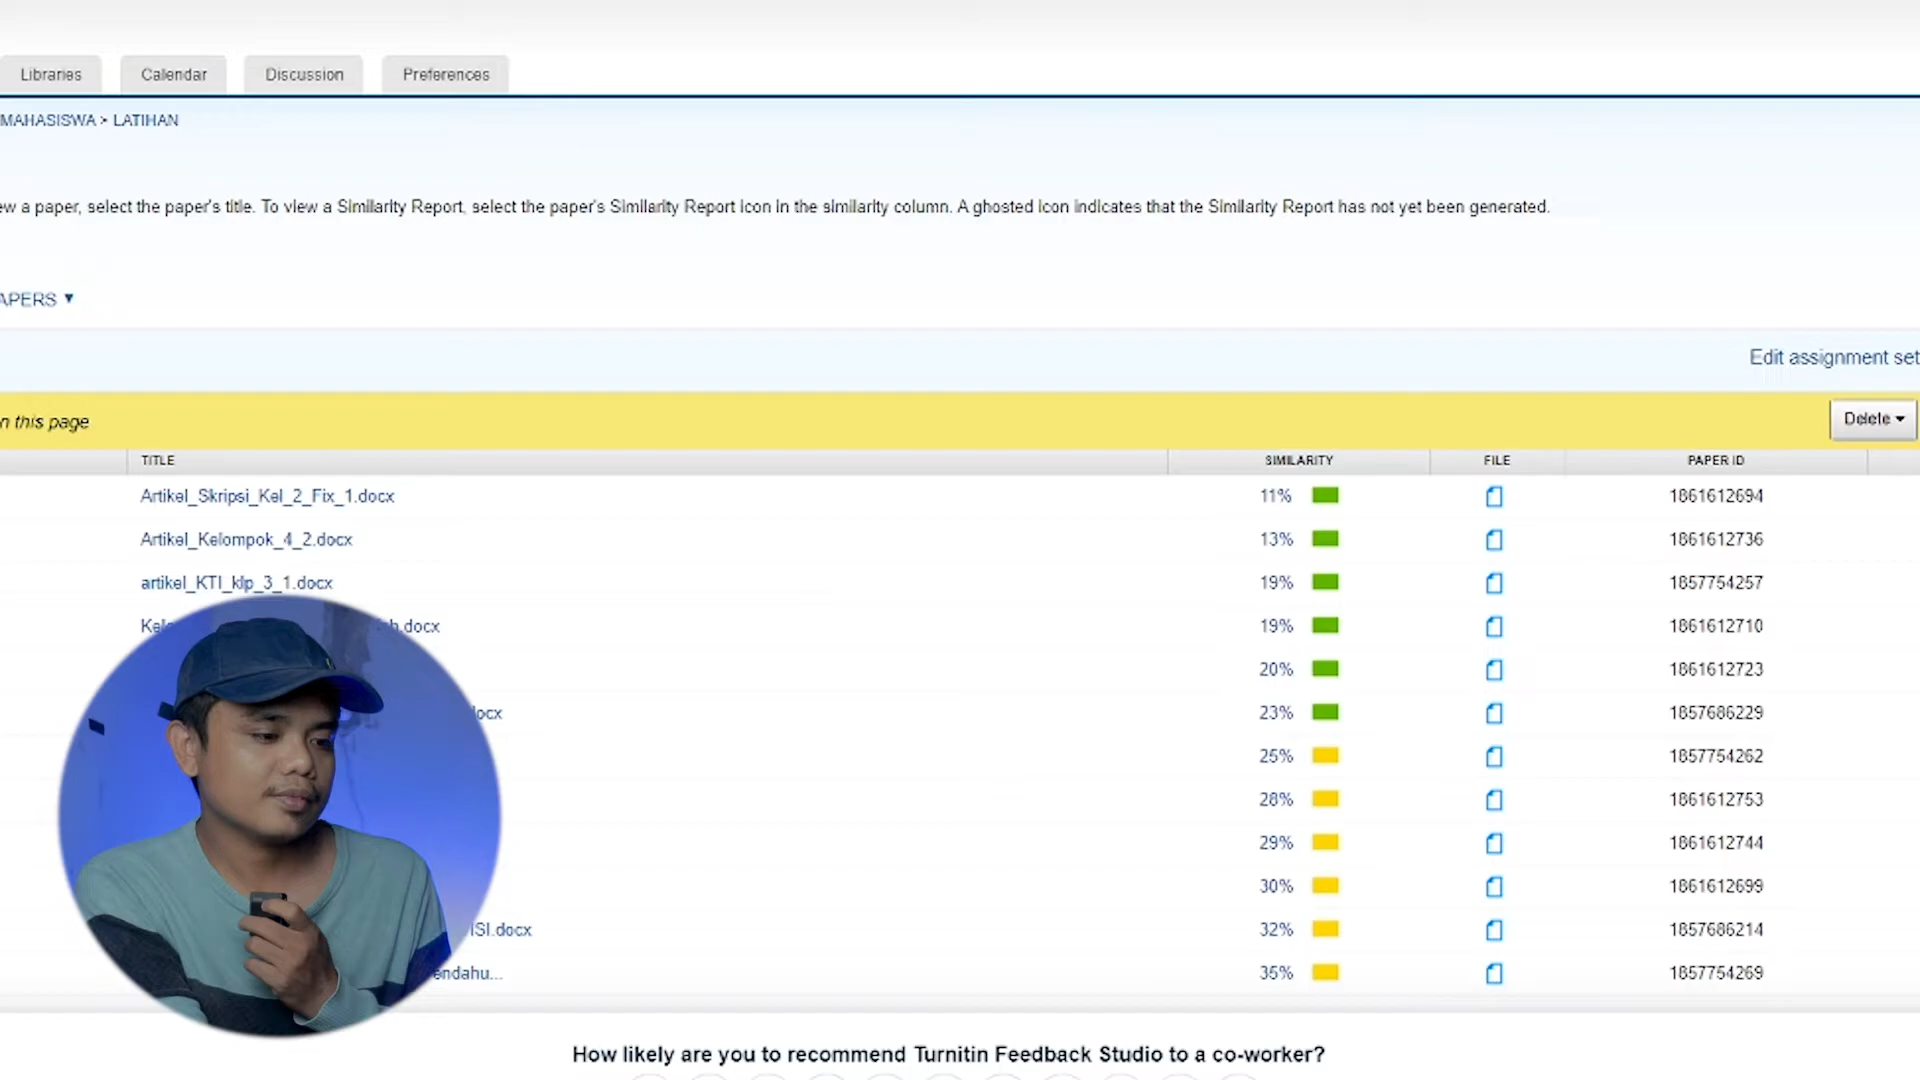 Libraries Calendar Discussion Preferences
MAHASISWA > LATIHAN
ew a paper, select the paper's title. To view a Similarity Report, select the paper's Similarity Report icon in the similarity column. A ghosted icon indicates that the Similarity Report has not yet been generated.
APERS ▼
Edit assignment set
n this page
Delete
TITLE SIMILARITY FILE PAPER ID
Artikel_Skripsi_Kel_2_Fix_1.docx 11% 1861612694
Artikel_Kelompok_4_2.docx 13% 1861612736
artikel_KTI_klp_3_1.docx 19% 1857754257
Kel h.docx 19% 1861612710
20% 1861612723
ocx 23% 1857686229
25% 1857754262
28% 1861612753
29% 1861612744
30% 1861612699
ISI.docx 32% 1857686214
endahu... 35% 1857754269
How likely are you to recommend Turnitin Feedback Studio to a co-worker?